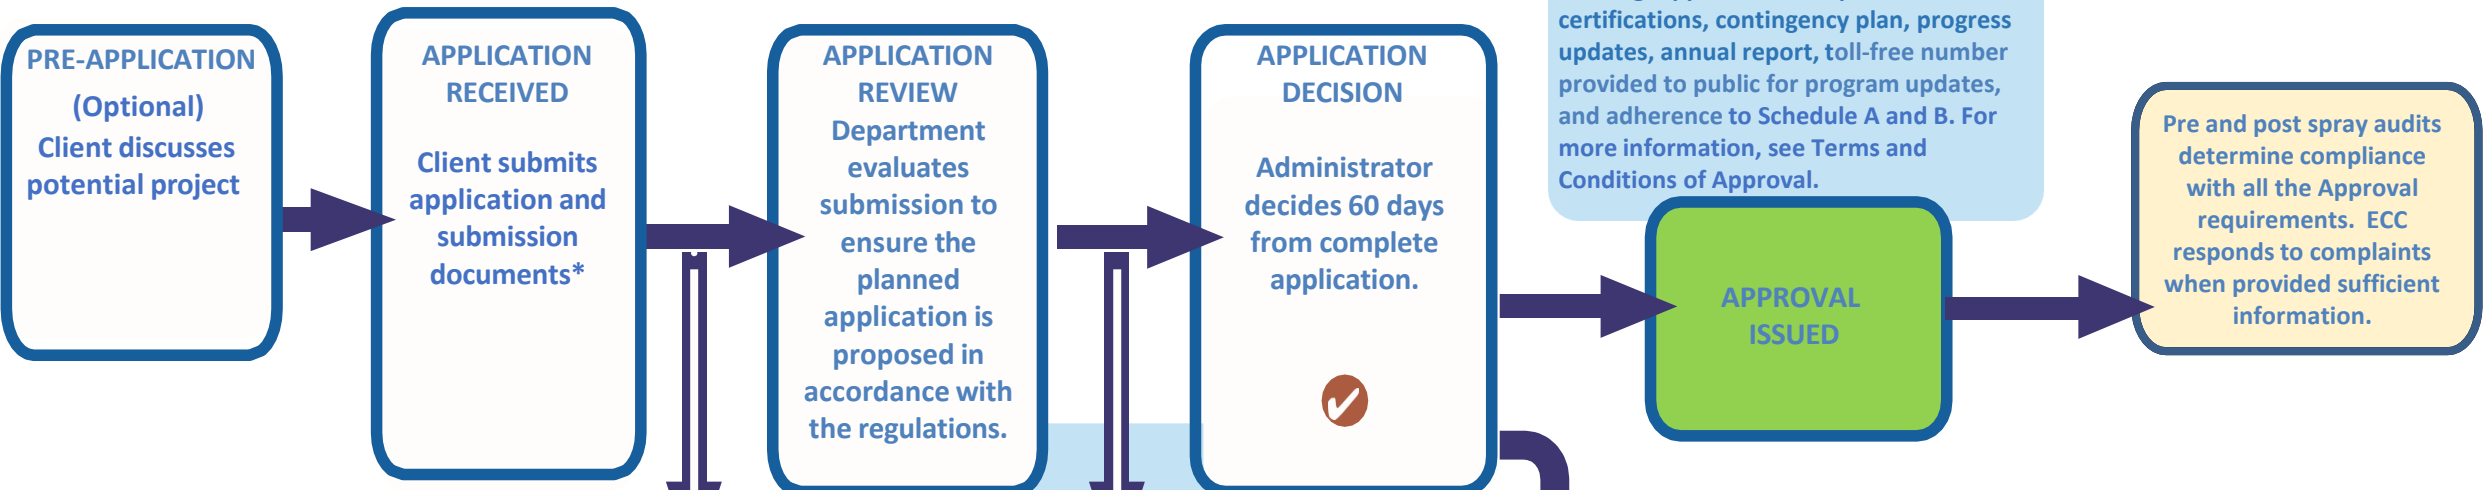 PRE-APPLICATION
(Optional)
Client discusses
potential project
APPLICATION
RECEIVED
Client submits
application and
submission
documents*
APPLICATION
REVIEW
Department
evaluates
submission to
ensure the
planned
application is
proposed in
accordance with
the regulations.
APPLICATION
DECISION
Administrator
decides 60 days
from complete
application.
certifications, contingency plan, progress
updates, annual report, toll-free number
provided to public for program updates,
and adherence to Schedule A and B. For
more information, see Terms and
Conditions of Approval.
APPROVAL
ISSUED
Pre and post spray audits
determine compliance
with all the Approval
requirements. ECC
responds to complaints
when provided sufficient
information.